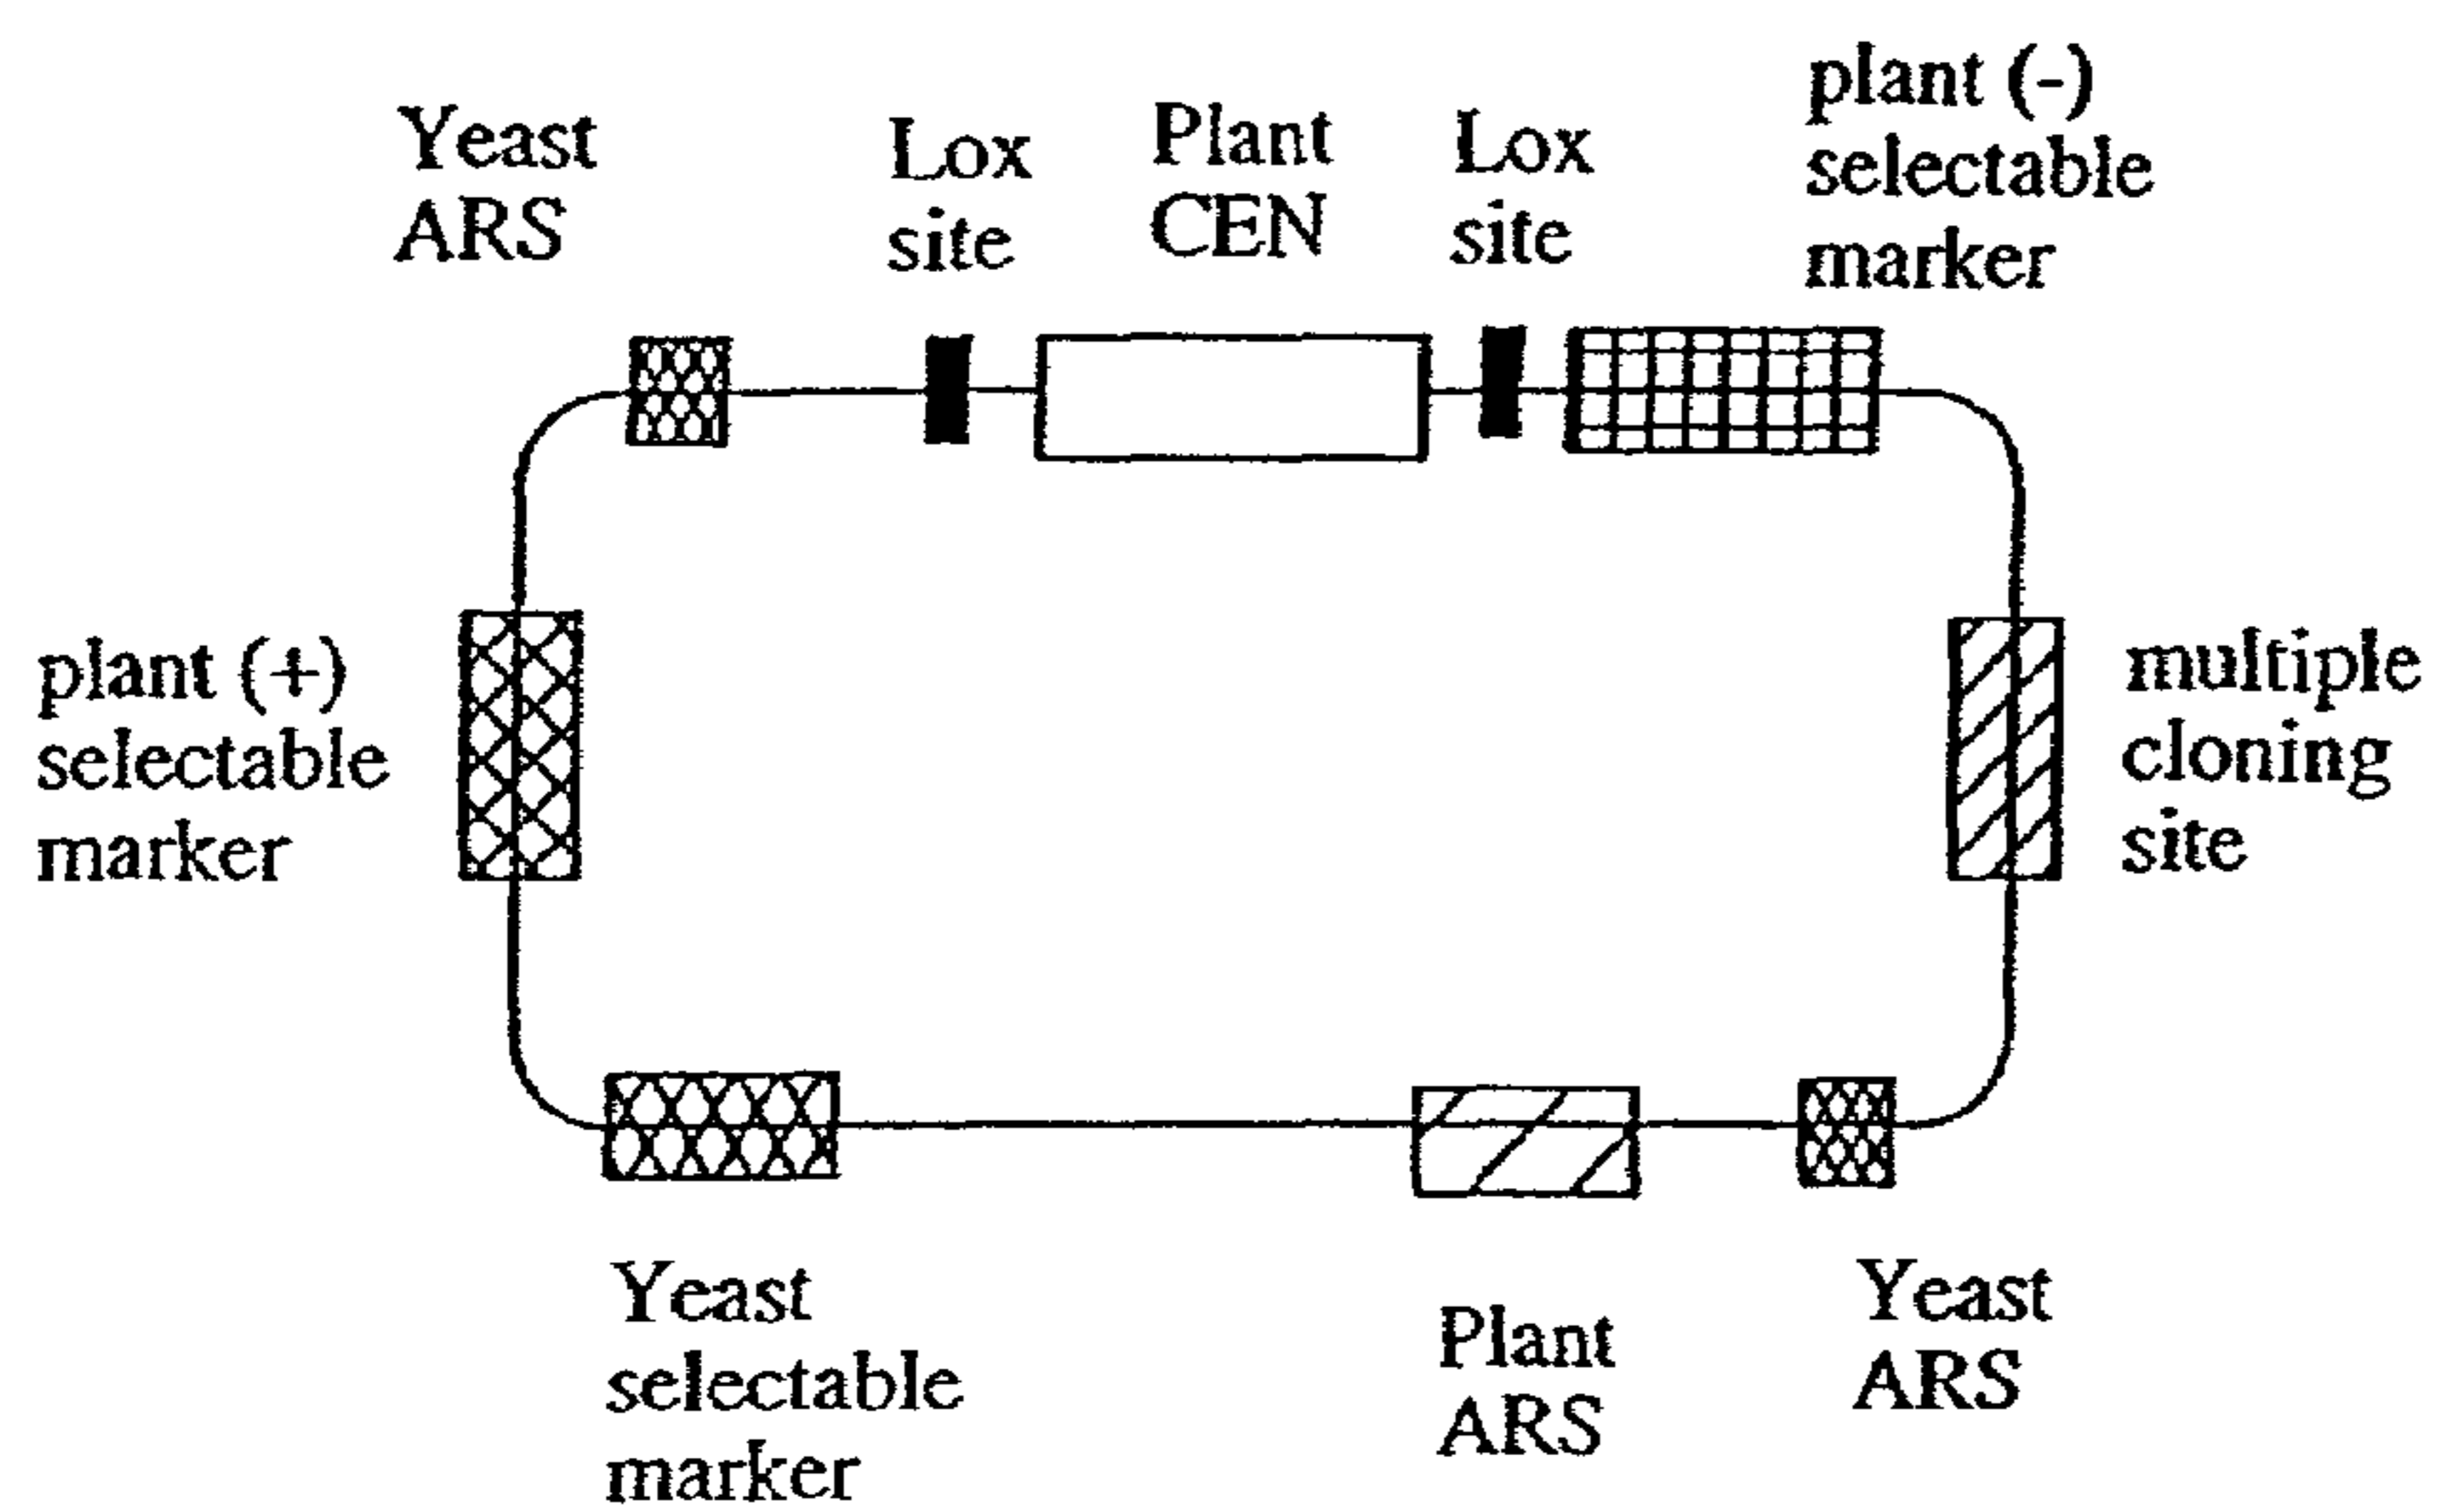 Yeast
ARS
Lox
site
Plant
CEN
Lox
site
plant (-)
selectable
marker
plant (+)
selectable
marker
multiple
cloning
site
Yeast
selectable
marker
Plant
ARS
Yeast
ARS